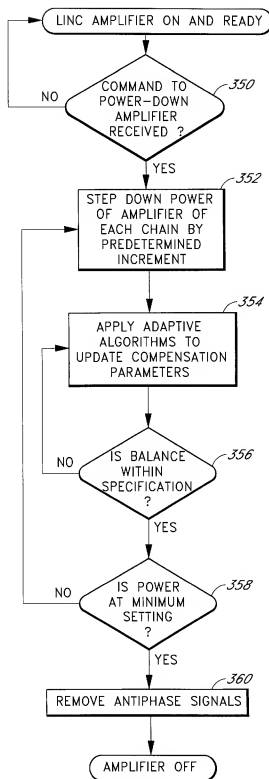 LINC AMPLIFIER ON AND READY
350
COMMAND TO
POWER-DOWN
AMPLIFIER
RECEIVED ?
NO
YES
352
STEP DOWN POWER
OF AMPLIFIER OF
EACH CHAIN BY
PREDETERMINED
INCREMENT
354
APPLY ADAPTIVE
ALGORITHMS TO
UPDATE COMPENSATION
PARAMETERS
356
IS BALANCE
WITHIN
SPECIFICATION
?
NO
YES
358
IS POWER
AT MINIMUM
SETTING
?
NO
YES
360
REMOVE ANTIPHASE SIGNALS
AMPLIFIER OFF